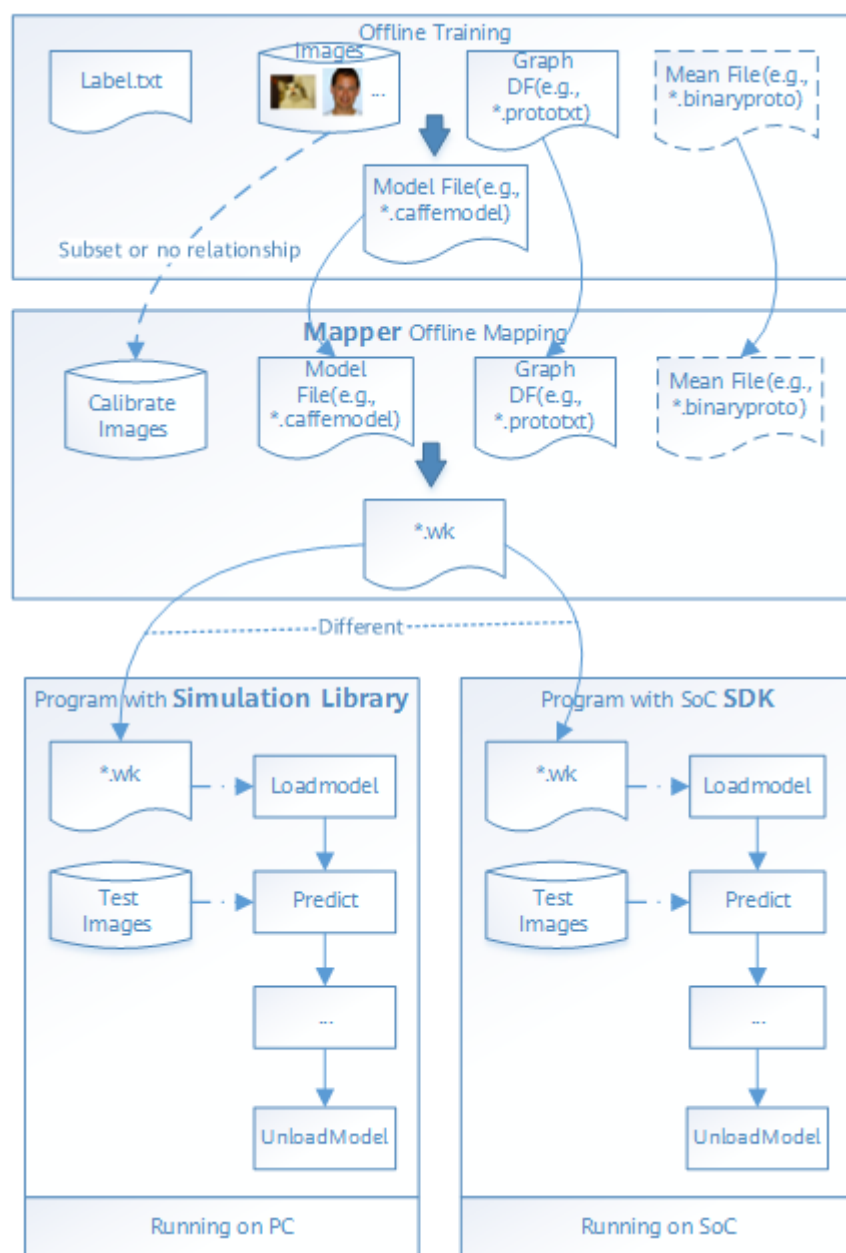 Offline Training
Label.txt
Images
...
Graph
DF(e.g.,
*.prototxt)
Mean File(e.g.,
*.binaryproto)
Model File(e.g.,
*.caffemodel)
Subset or no relationship
Mapper Offline Mapping
Calibrate
Images
Model
File(e.g.,
*.caffemodel)
Graph
DF(e.g.,
*.prototxt)
Mean File(e.g.,
*.binaryproto)
*.wk
Different
Program with Simulation Library
*.wk
Loadmodel
Test
Images
Predict
...
UnloadModel
Running on PC
Program with SoC SDK
*.wk
Loadmodel
Test
Images
Predict
...
UnloadModel
Running on SoC